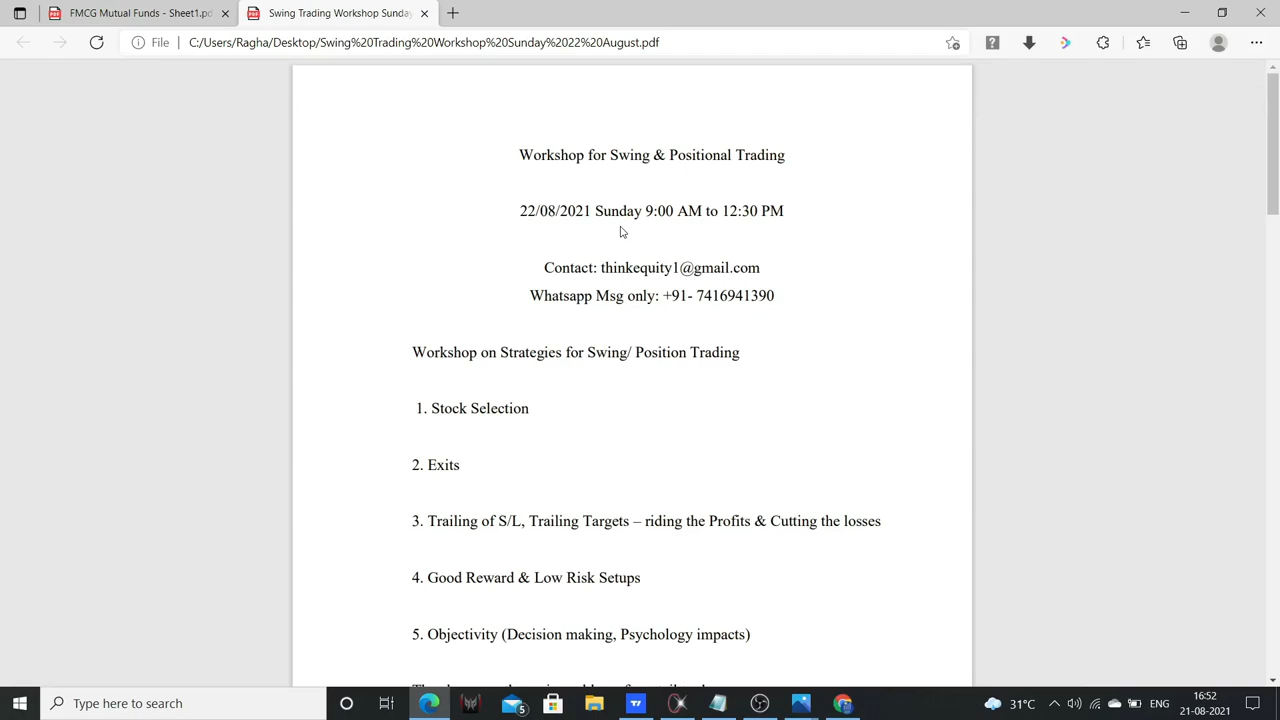 FMCG Mutual Funds - Sheet1.pd
Swing Trading Workshop Sunday
File
C:/Users/Ragha/Desktop/Swing%20Trading%20Workshop%20Sunday%2022%20August.pdf
Workshop for Swing & Positional Trading
22/08/2021 Sunday 9:00 AM to 12:30 PM
Contact: thinkequity1@gmail.com
Whatsapp Msg only: +91- 7416941390
Workshop on Strategies for Swing/ Position Trading
1. Stock Selection
2. Exits
3. Trailing of S/L, Trailing Targets – riding the Profits & Cutting the losses
4. Good Reward & Low Risk Setups
5. Objectivity (Decision making, Psychology impacts)
Type here to search
5
31°C
ENG
16:52
21-08-2021